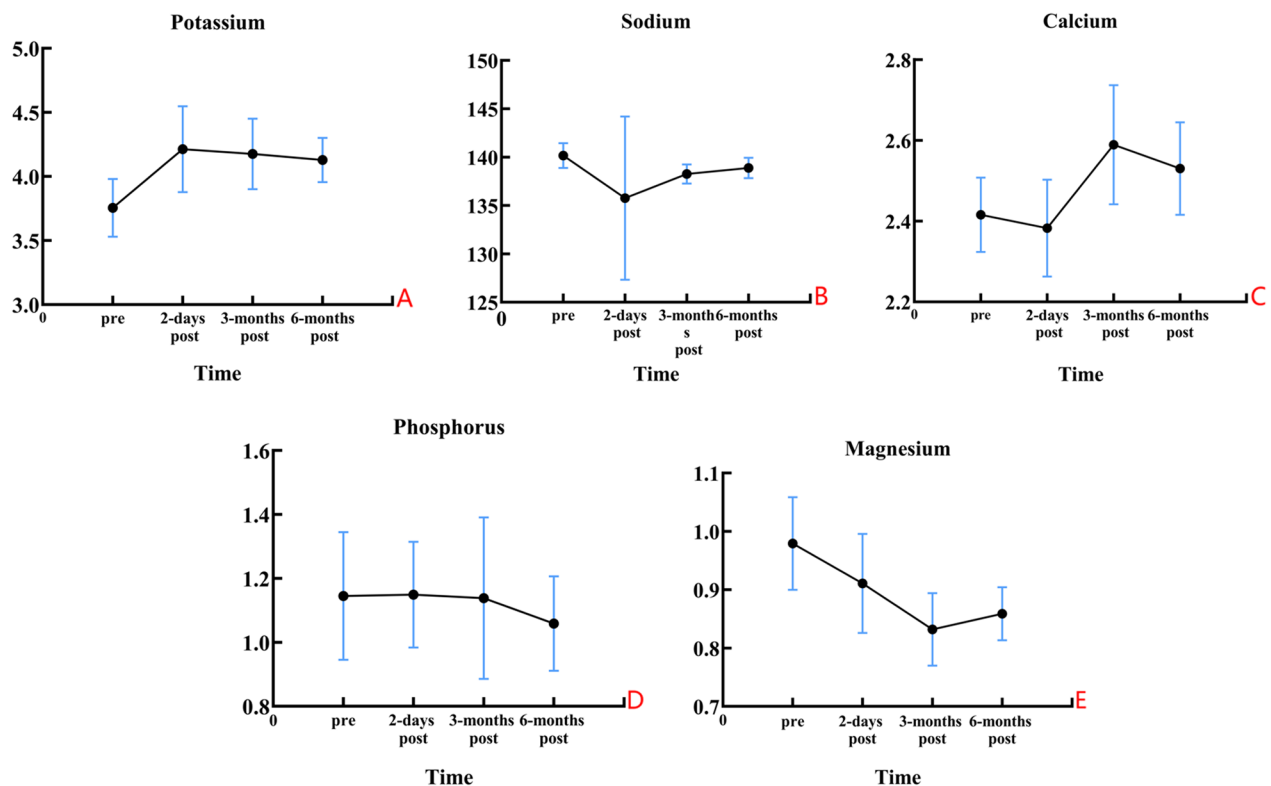 Potassium
5.0
4.5
4.0
3.5
3.0
0
pre
2-days
post
3-months
post
6-months
post
Time
A
Sodium
150
145
140
135
130
125
0
pre
2-days
post
3-month
s
post
6-months
post
Time
B
Calcium
2.8
2.6
2.4
2.2
0
pre
2-days
post
3-months
post
6-months
post
Time
C
Phosphorus
1.6
1.4
1.2
1.0
0.8
0
pre
2-days
post
3-months
post
6-months
post
Time
D
Magnesium
1.1
1.0
0.9
0.8
0.7
0
pre
2-days
post
3-months
post
6-months
post
Time
E